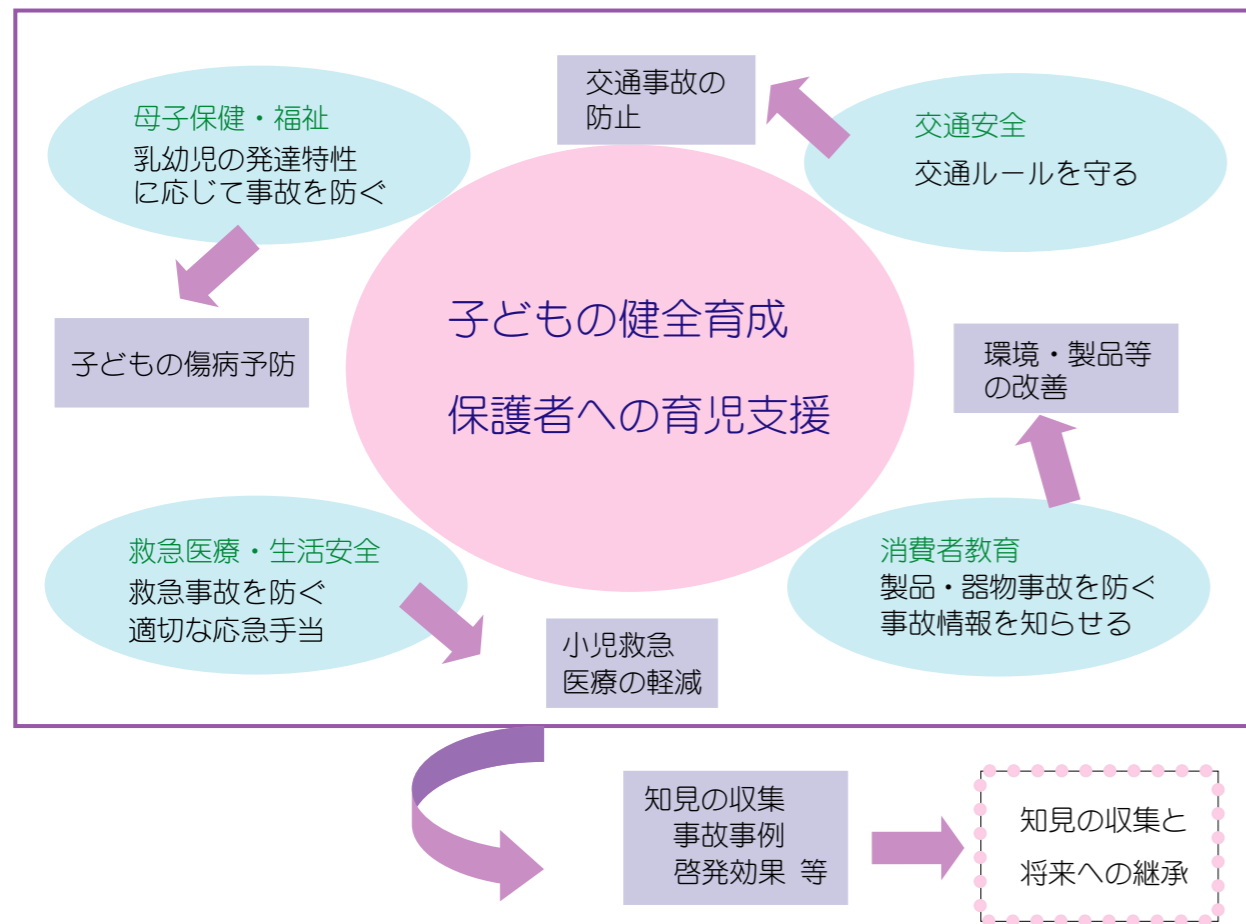 母子保健・福祉
乳幼児の発達特性
に応じて事故を防ぐ
交通事故の
防止
交通安全
交通ルールを守る
子どもの傷病予防
子どもの健全育成
保護者への育児支援
環境・製品等
の改善
救急医療・生活安全
救急事故を防ぐ
適切な応急手当
小児救急
医療の軽減
消費者教育
製品・器物事故を防ぐ
事故情報を知らせる
知見の収集
事故事例
啓発効果 等
知見の収集と
将来への継承